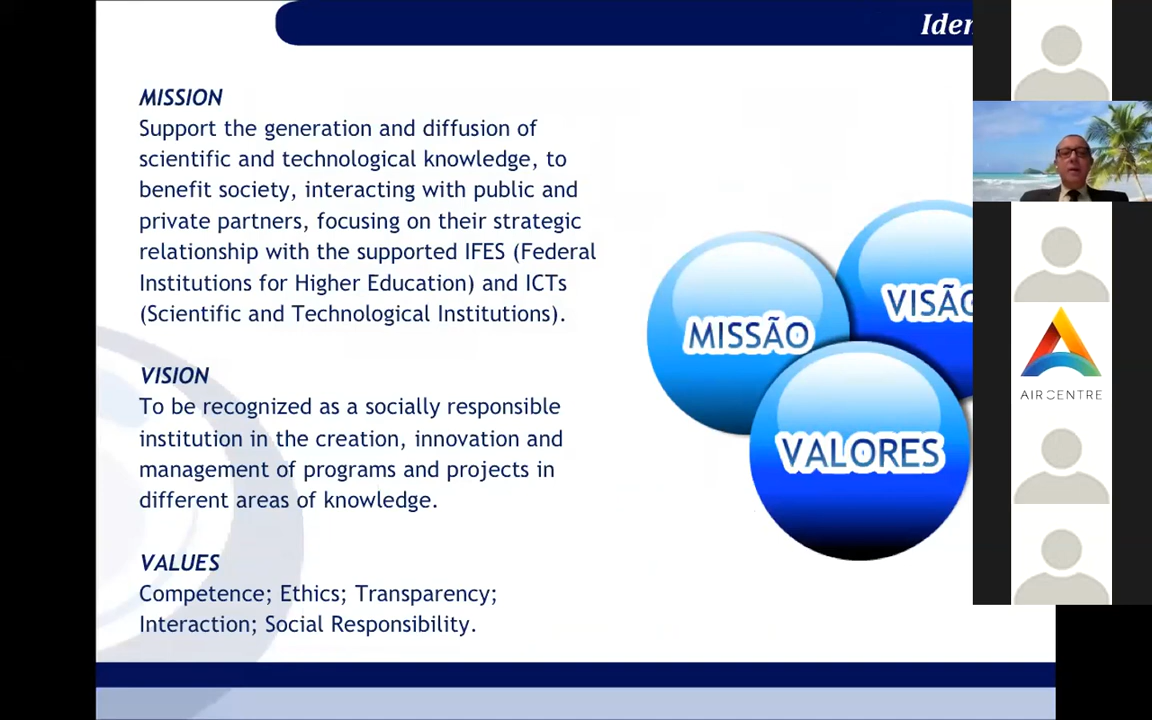 Iden
MISSION
Support the generation and diffusion of
scientific and technological knowledge, to
benefit society, interacting with public and
private partners, focusing on their strategic
relationship with the supported IFES (Federal
Institutions for Higher Education) and ICTs
(Scientific and Technological Institutions).
VISION
To be recognized as a socially responsible
institution in the creation, innovation and
management of programs and projects in
different areas of knowledge.
VALUES
Competence; Ethics; Transparency;
Interaction; Social Responsibility.
MISSÃO
VISÃO
VALORES
AIRCENTRE